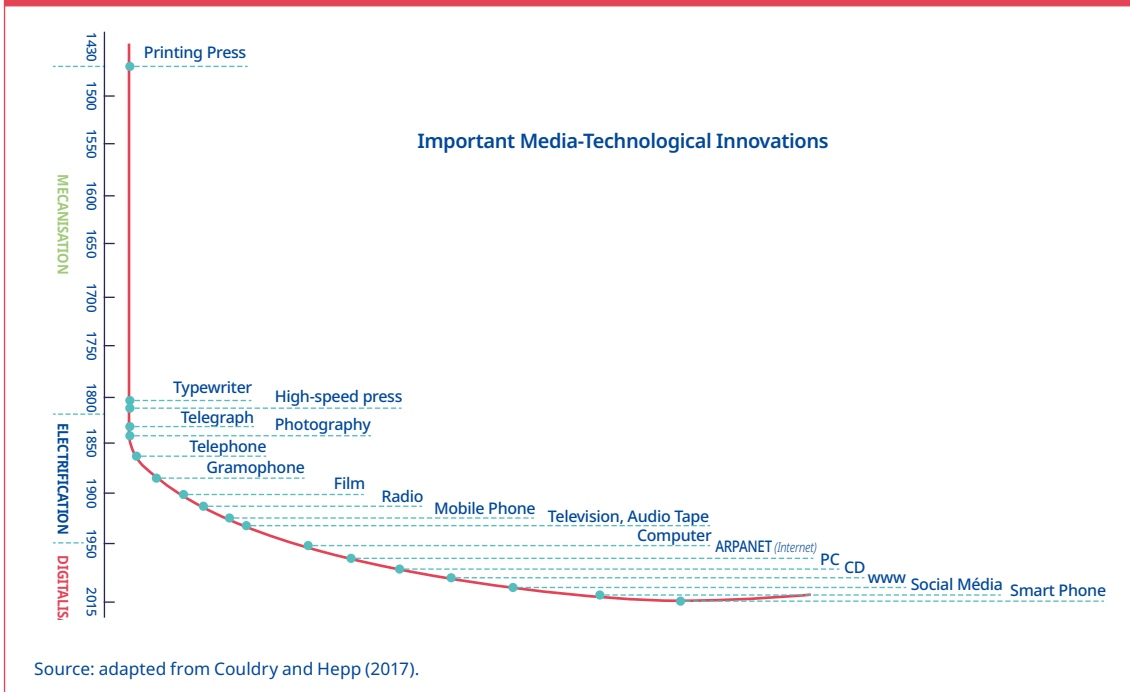 Important Media-Technological Innovations
1430
1500
1550
1600
1650
1700
1750
1800
1850
1900
1950
2015
MECANISATION
ELECTRIFICATION
DIGITALIS.
Printing Press
Typewriter
High-speed press
Telegraph
Photography
Telephone
Gramophone
Film
Radio
Mobile Phone
Television, Audio Tape
Computer
ARPANET (Internet)
PC
CD
www
Social Média
Smart Phone
Source: adapted from Couldry and Hepp (2017).